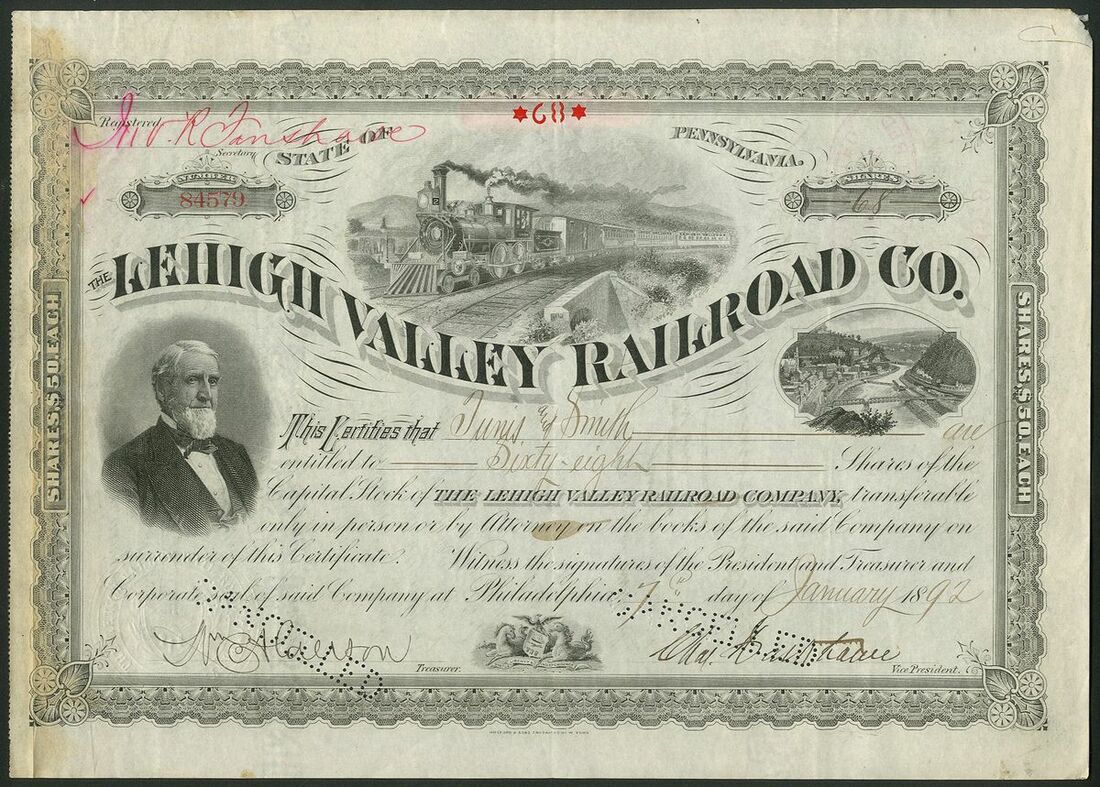 *68*
Registered
Jno. R. Fanshawe
Secretary
STATE OF PENNSYLVANIA.
NUMBER
84579
SHARES
68
THE LEHIGH VALLEY RAILROAD CO.
SHARES $50. EACH
SHARES $50. EACH
This Certifies that Tunis & Smith are
entitled to Sixty-eight Shares of the
Capital Stock of THE LEHIGH VALLEY RAILROAD COMPANY, transferable
only in person or by Attorney on the books of the said Company on
surrender of this Certificate. Witness the signatures of the President and Treasurer and
Corporate seal of said Company at Philadelphia 7th day of January 1892
Treasurer.
Vice President.